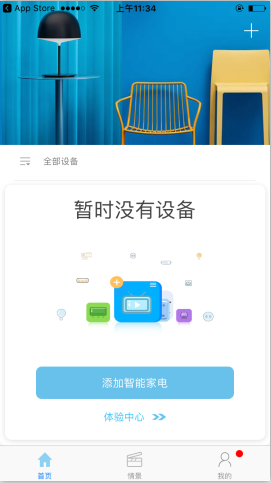 App Store
上午11:34
全部设备
暂时没有设备
添加智能家电
体验中心
首页
情景
我的